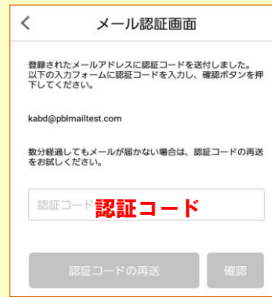 メール認証画面
登録されたメールアドレスに認証コードを送付しました。
以下の入力フォームに認証コードを入力し、確認ボタンを押
下してください。
kabd@pblmailtest.com
数分経過してもメールが届かない場合は、認証コードの再送
をお試しください。
認証コード
認証コード
認証コードの再送
確認